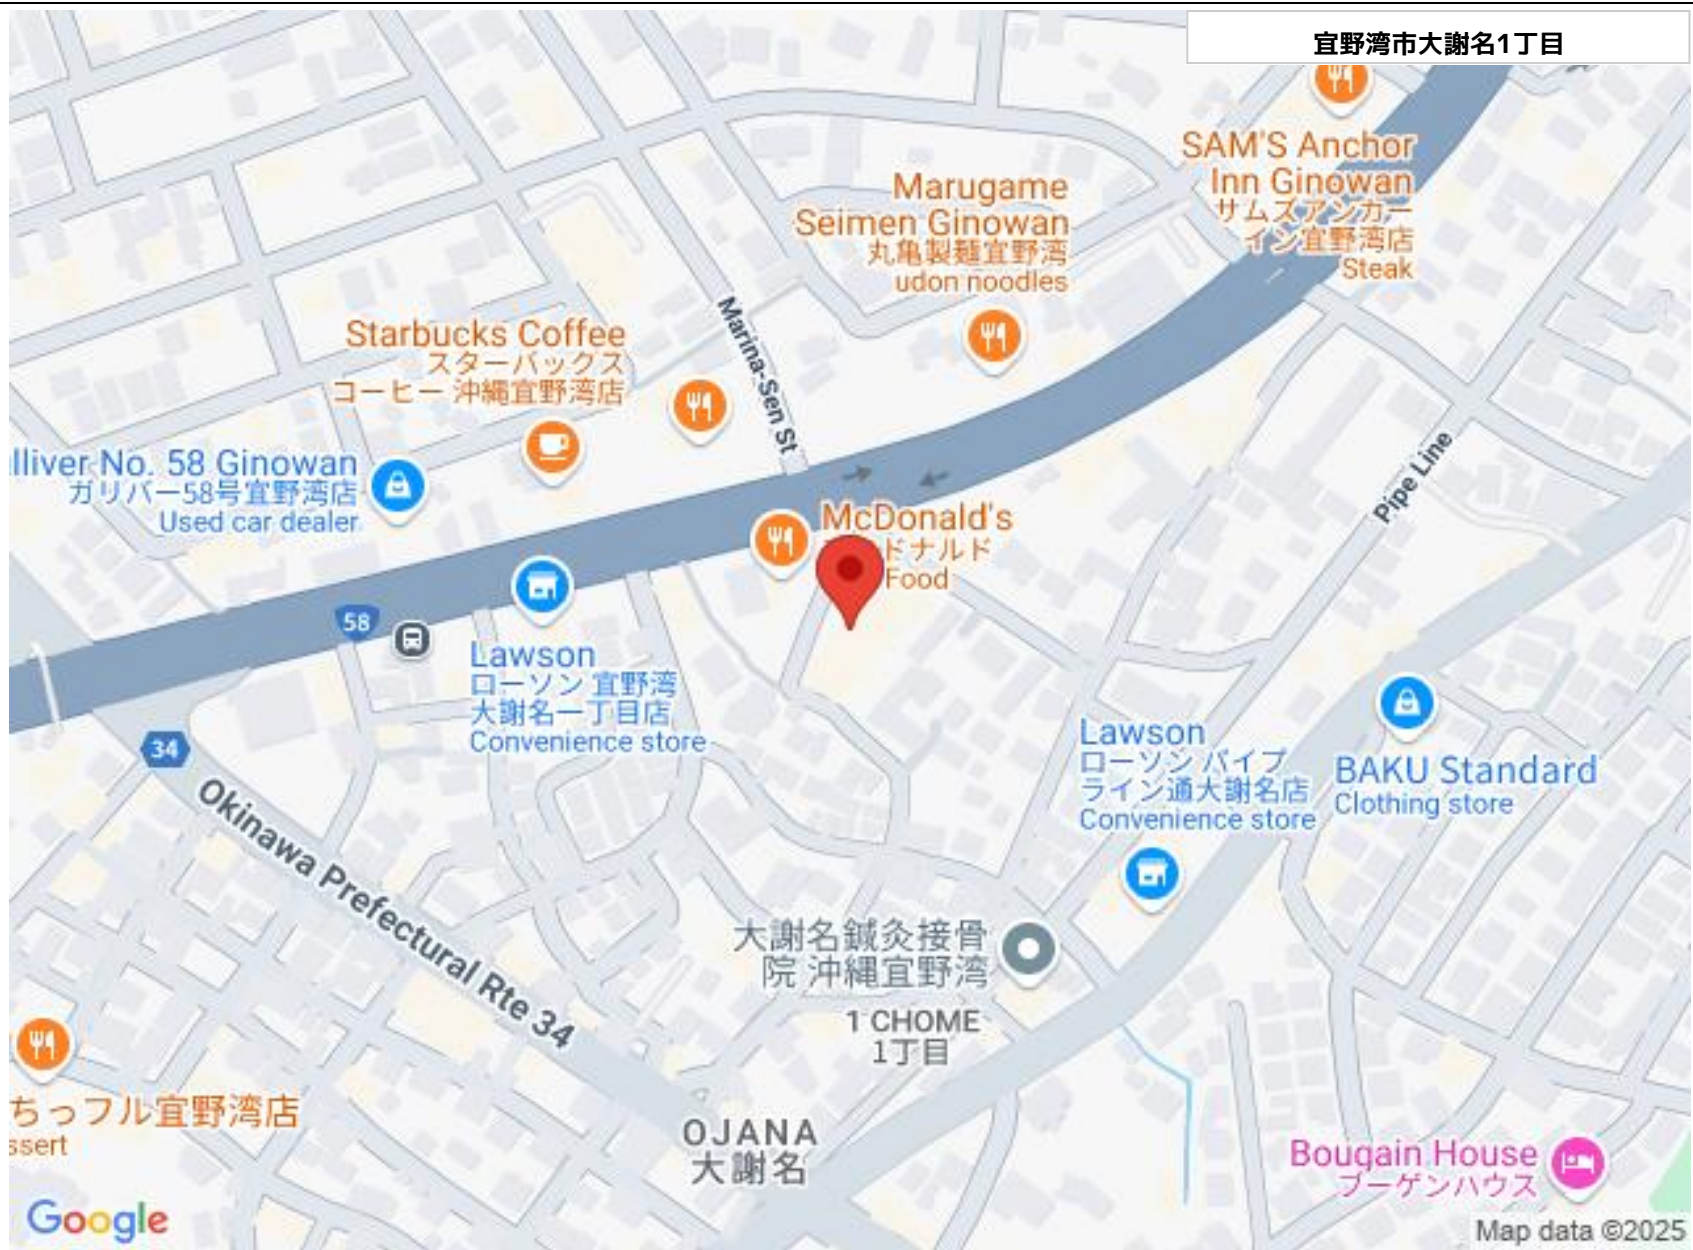 宜野湾市大謝名1丁目
SAM'S Anchor
Inn Ginowan
サムズアンカー
イン宜野湾店
Steak
Marugame
Seimen Ginowan
丸亀製麺宜野湾
udon noodles
Marina-Sen St
Starbucks Coffee
スターバックス
コーヒー 沖縄宜野湾店
lliver No. 58 Ginowan
ガリバー58号宜野湾店
Used car dealer
Pipe Line
McDonald's
ドナルド
Food
58
Lawson
ローソン 宜野湾
大謝名一丁目店
Convenience store
34
Okinawa Prefectural Rte 34
Lawson
ローソン パイプ
ライン通大謝名店
Convenience store
BAKU Standard
Clothing store
大謝名鍼灸接骨
院 沖縄宜野湾
1 CHOME
1丁目
ちっフル宜野湾店
ssert
OJANA
大謝名
Bougain House
ブーゲンハウス
Google
Map data ©2025